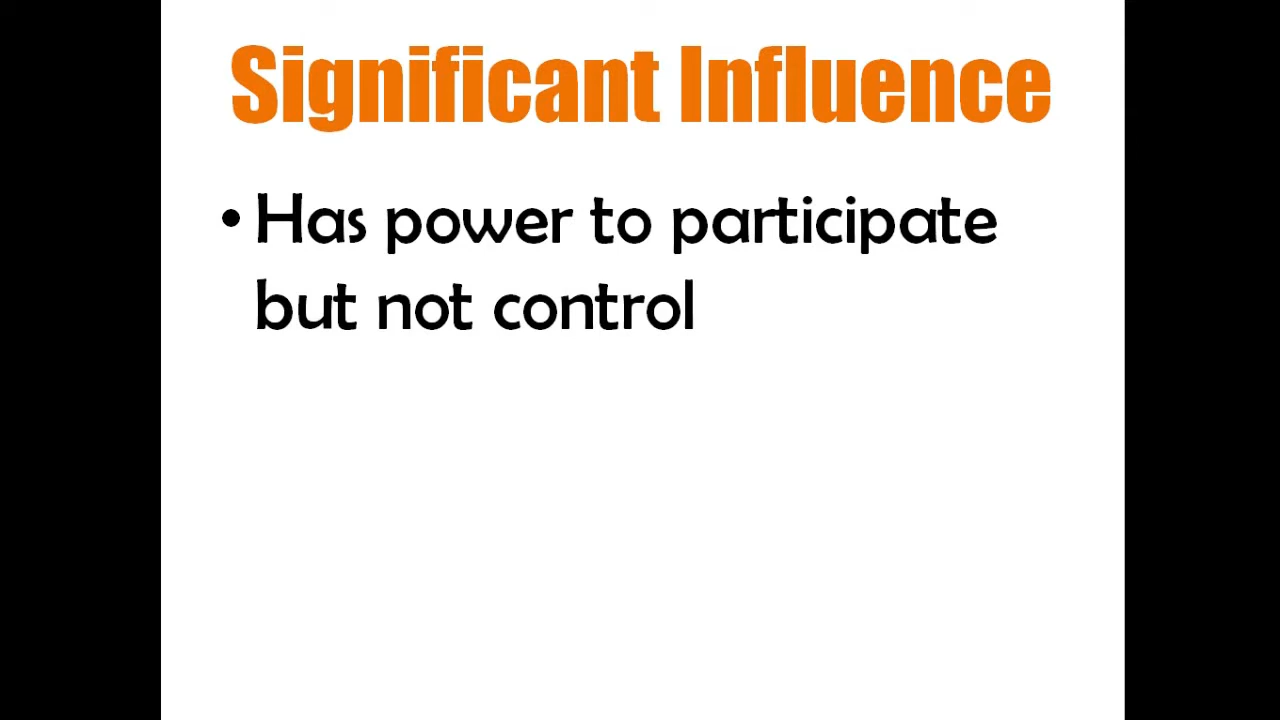 Significant Influence
• Has power to participate
but not control